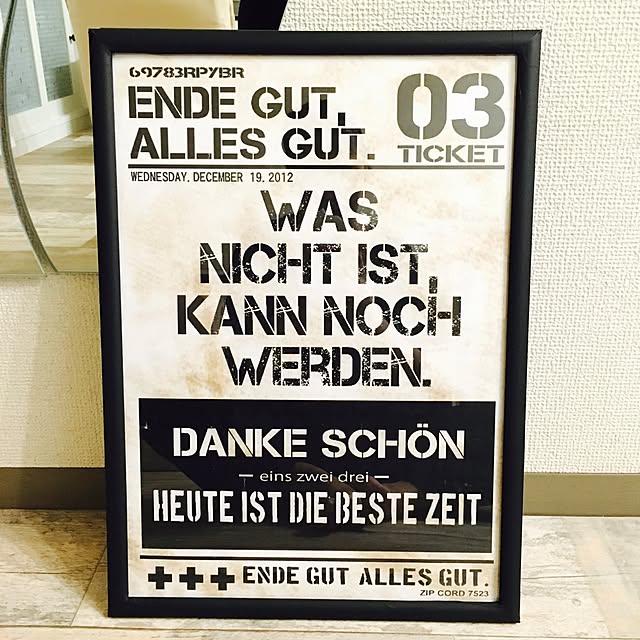 69783RPYBR
ENDE GUT,
ALLES GUT.
03
TICKET
WEDNESDAY. DECEMBER 19. 2012
WAS
NICHT IST,
KANN NOCH
WERDEN.
DANKE SCHÖN
— eins zwei drei —
HEUTE IST DIE BESTE ZEIT
+++ ENDE GUT ALLES GUT.
ZIP CORD 7523